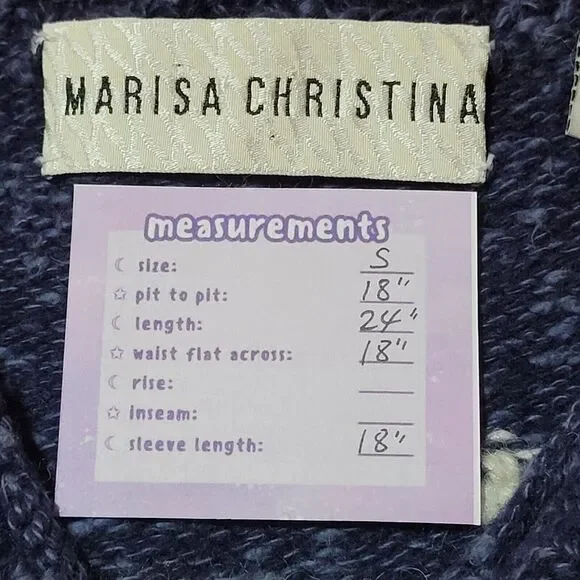 MARISA CHRISTINA
measurements
size: S
pit to pit: 18"
length: 24"
waist flat across: 18"
rise:
inseam:
sleeve length: 18"